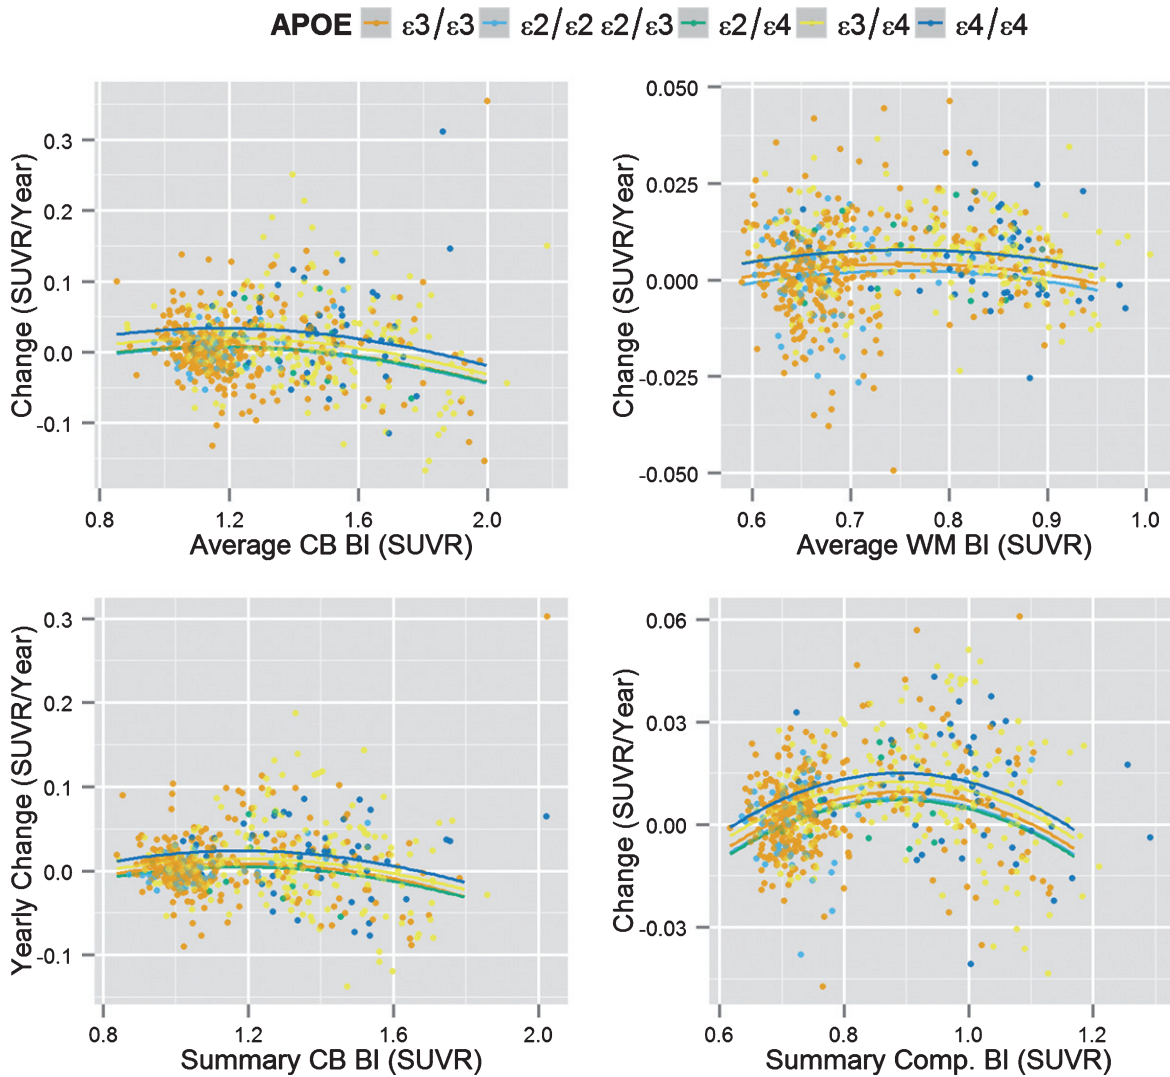 APOE ε3/ε3 ε2/ε2 ε2/ε3 ε2/ε4 ε3/ε4 ε4/ε4
Change (SUVR/Year)
0.3
0.2
0.1
0.0
-0.1
0.8 1.2 1.6 2.0
Average CB BI (SUVR)
Change (SUVR/Year)
0.050
0.025
0.000
-0.025
-0.050
0.6 0.7 0.8 0.9 1.0
Average WM BI (SUVR)
Yearly Change (SUVR/Year)
0.3
0.2
0.1
0.0
-0.1
0.8 1.2 1.6 2.0
Summary CB BI (SUVR)
Change (SUVR/Year)
0.06
0.03
0.00
-0.03
0.6 0.8 1.0 1.2
Summary Comp. BI (SUVR)